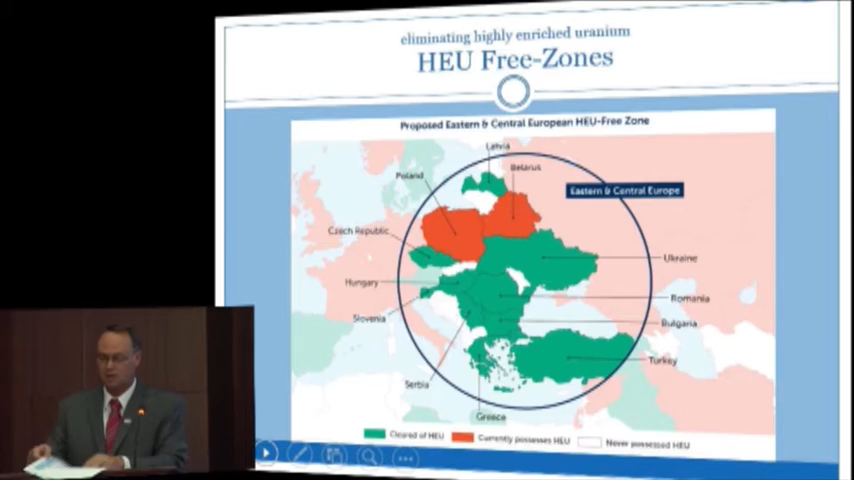 eliminating highly enriched uranium
HEU Free-Zones
Proposed Eastern & Central European HEU-Free Zone
Latvia
Poland
Belarus
Eastern & Central Europe
Czech Republic
Ukraine
Hungary
Romania
Slovenia
Bulgaria
Turkey
Serbia
Greece
Cleared of HEU
Currently possesses HEU
Never possessed HEU